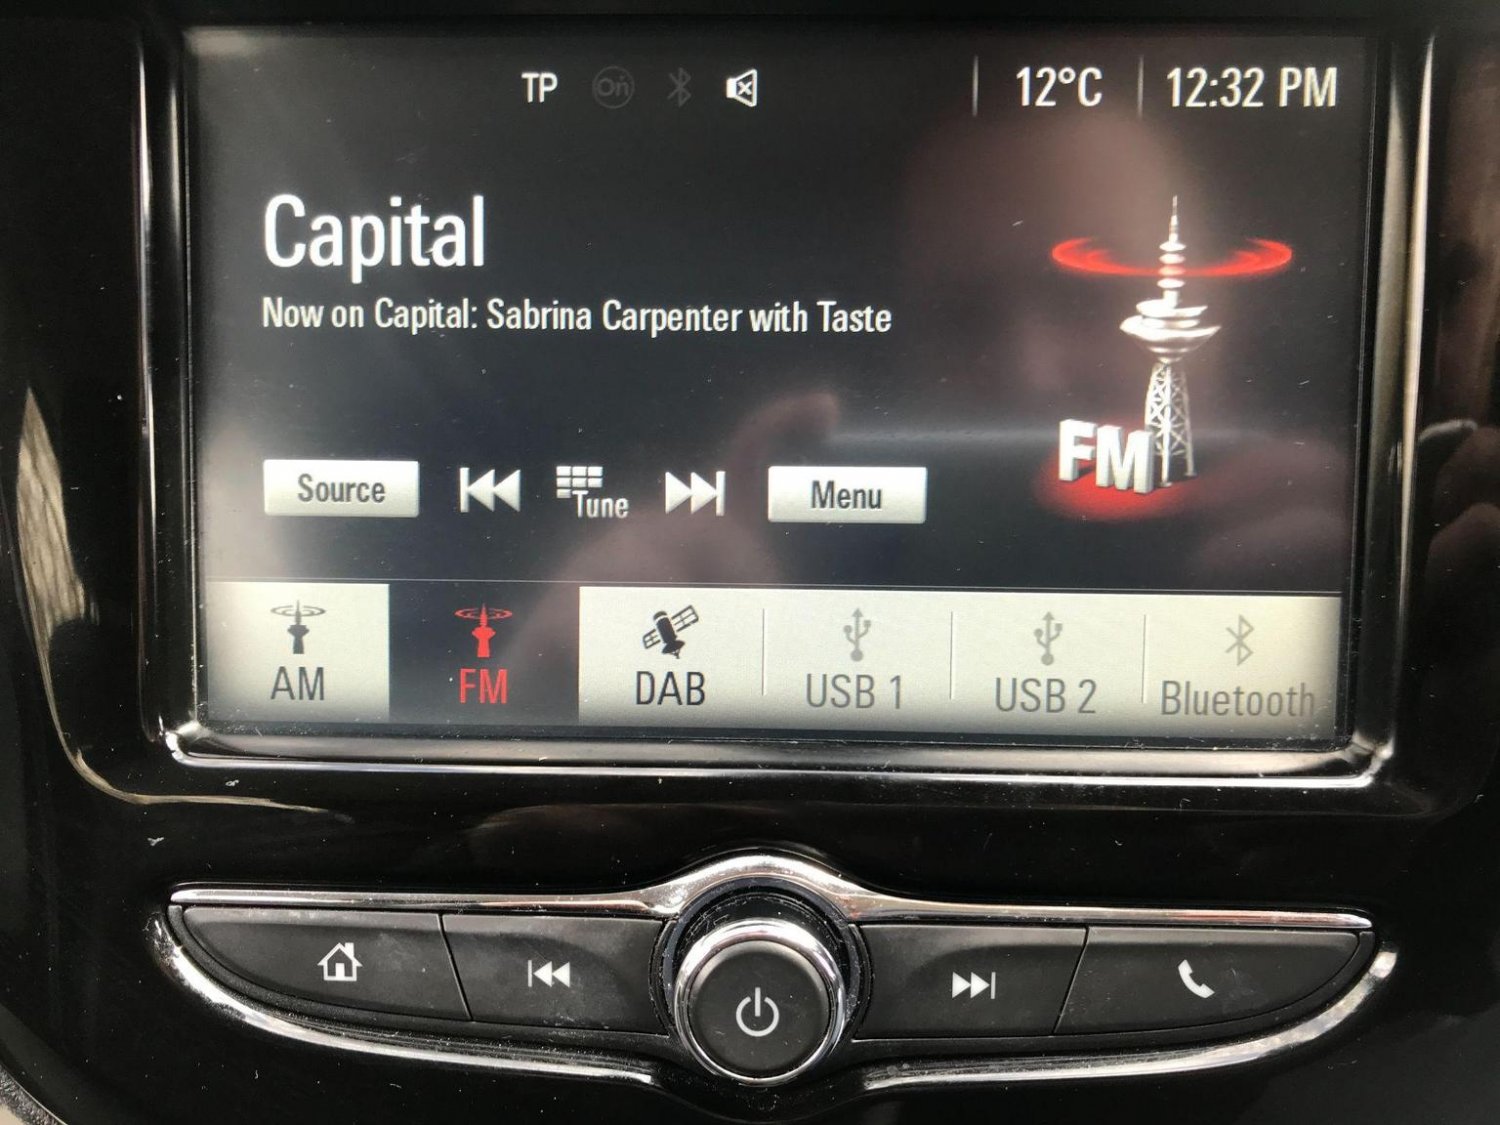 TP On 12°C 12:32 PM
Capital
Now on Capital: Sabrina Carpenter with Taste
FM
Source Tune Menu
AM FM DAB USB 1 USB 2 Bluetooth